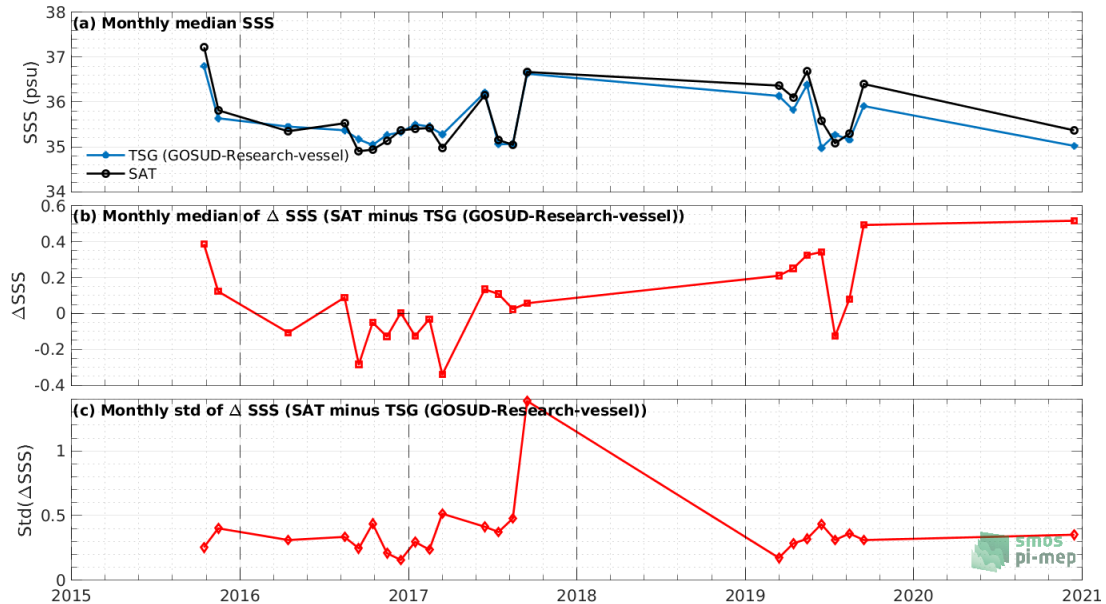 (a) Monthly median SSS
38
37
36
35
34
SSS (psu)
TSG (GOSUD-Research-vessel)
SAT
(b) Monthly median of Δ SSS (SAT minus TSG (GOSUD-Research-vessel))
0.6
0.4
0.2
0
-0.2
-0.4
ΔSSS
(c) Monthly std of Δ SSS (SAT minus TSG (GOSUD-Research-vessel))
1
0.5
0
Std(ΔSSS)
smos
pi-mep
2015 2016 2017 2018 2019 2020 2021